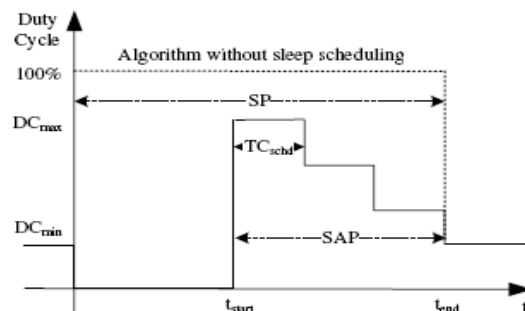 Duty
Cycle
Algorithm without sleep scheduling
100%
SP
DCmax
TCschd
DCmin
SAP
tstart
tend
t